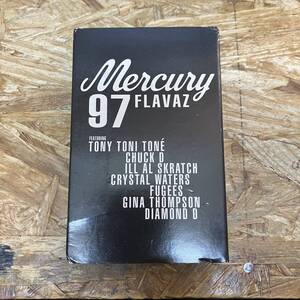 Mercury
97 FLAVAZ
FEATURING
TONY TONI TONÉ
CHUCK D
ILL AL SKRATCH
CRYSTAL WATERS
FUGEES
GINA THOMPSON
DIAMOND D